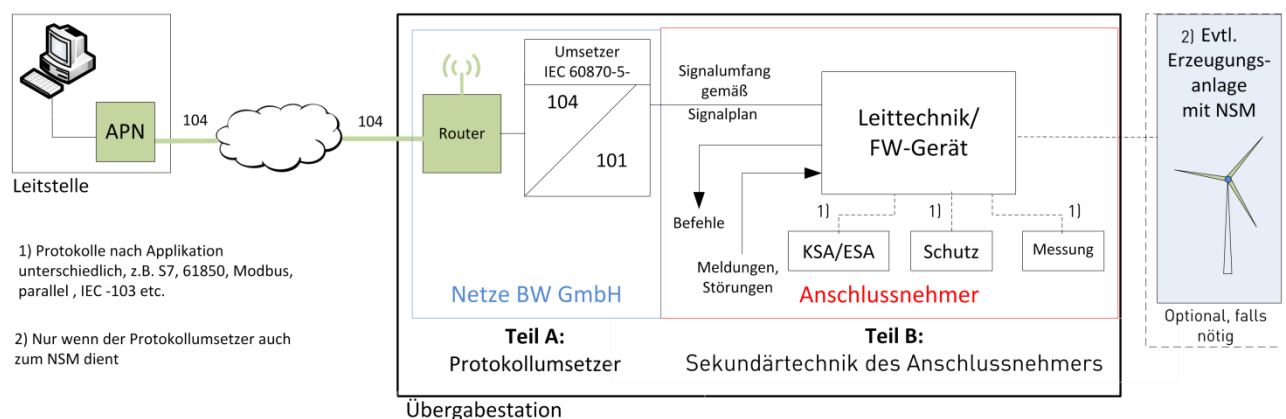 APN
Leitstelle
104
104
Router
Umsetzer
IEC 60870-5-
104
101
Signalumfang
gemäß
Signalplan
Leittechnik/
FW-Gerät
Befehle
Meldungen,
Störungen
1)
1)
1)
KSA/ESA
Schutz
Messung
Netze BW GmbH
Anschlussnehmer
Teil A:
Protokollumsetzer
Teil B:
Sekundärtechnik des Anschlussnehmers
Übergabestation
2) Evtl.
Erzeugungs-
anlage
mit NSM
Optional, falls
nötig
1) Protokolle nach Applikation
unterschiedlich, z.B. S7, 61850, Modbus,
parallel , IEC -103 etc.
2) Nur wenn der Protokollumsetzer auch
zum NSM dient